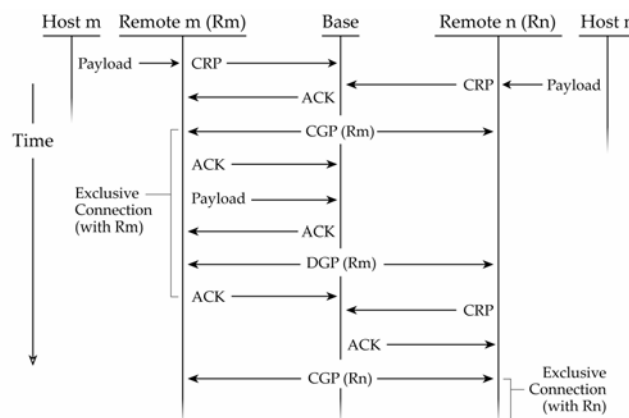 Host m Remote m (Rm) Base Remote n (Rn) Host n
Payload CRP
CRP Payload
ACK
Time
CGP (Rm)
ACK
Exclusive
Connection
(with Rm)
Payload
ACK
DGP (Rm)
ACK
CRP
ACK
CGP (Rn)
Exclusive
Connection
(with Rn)